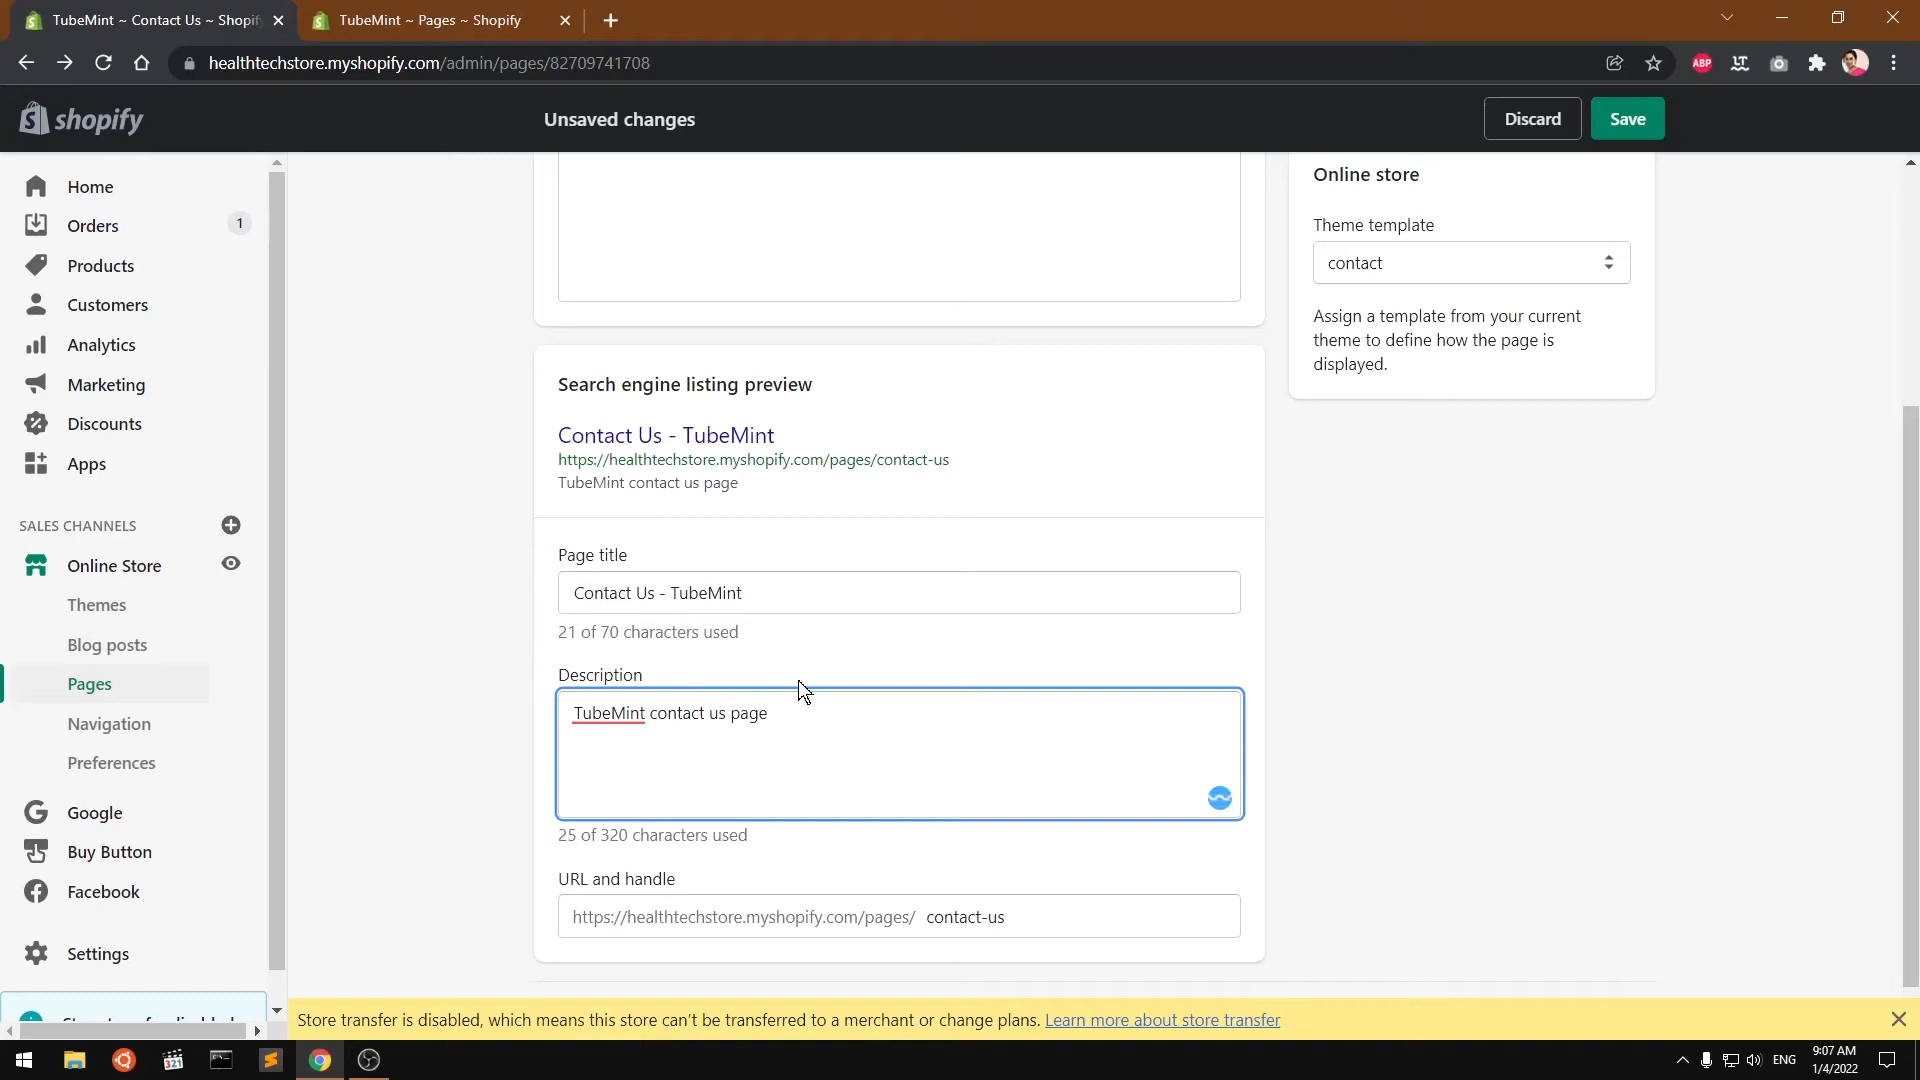 TubeMint ~ Contact Us ~ Shopif
TubeMint ~ Pages ~ Shopify
healthtechstore.myshopify.com/admin/pages/82709741708
ABP
shopify
Unsaved changes
Discard
Save
Home
Orders
1
Products
Customers
Analytics
Marketing
Discounts
Apps
SALES CHANNELS
Online Store
Themes
Blog posts
Pages
Navigation
Preferences
Google
Buy Button
Facebook
Settings
Search engine listing preview
Contact Us - TubeMint
https://healthtechstore.myshopify.com/pages/contact-us
TubeMint contact us page
Page title
Contact Us - TubeMint
21 of 70 characters used
Description
TubeMint contact us page
25 of 320 characters used
URL and handle
https://healthtechstore.myshopify.com/pages/ contact-us
Online store
Theme template
contact
Assign a template from your current
theme to define how the page is
displayed.
Store transfer is disabled, which means this store can't be transferred to a merchant or change plans. Learn more about store transfer
321
ENG
9:07 AM
1/4/2022